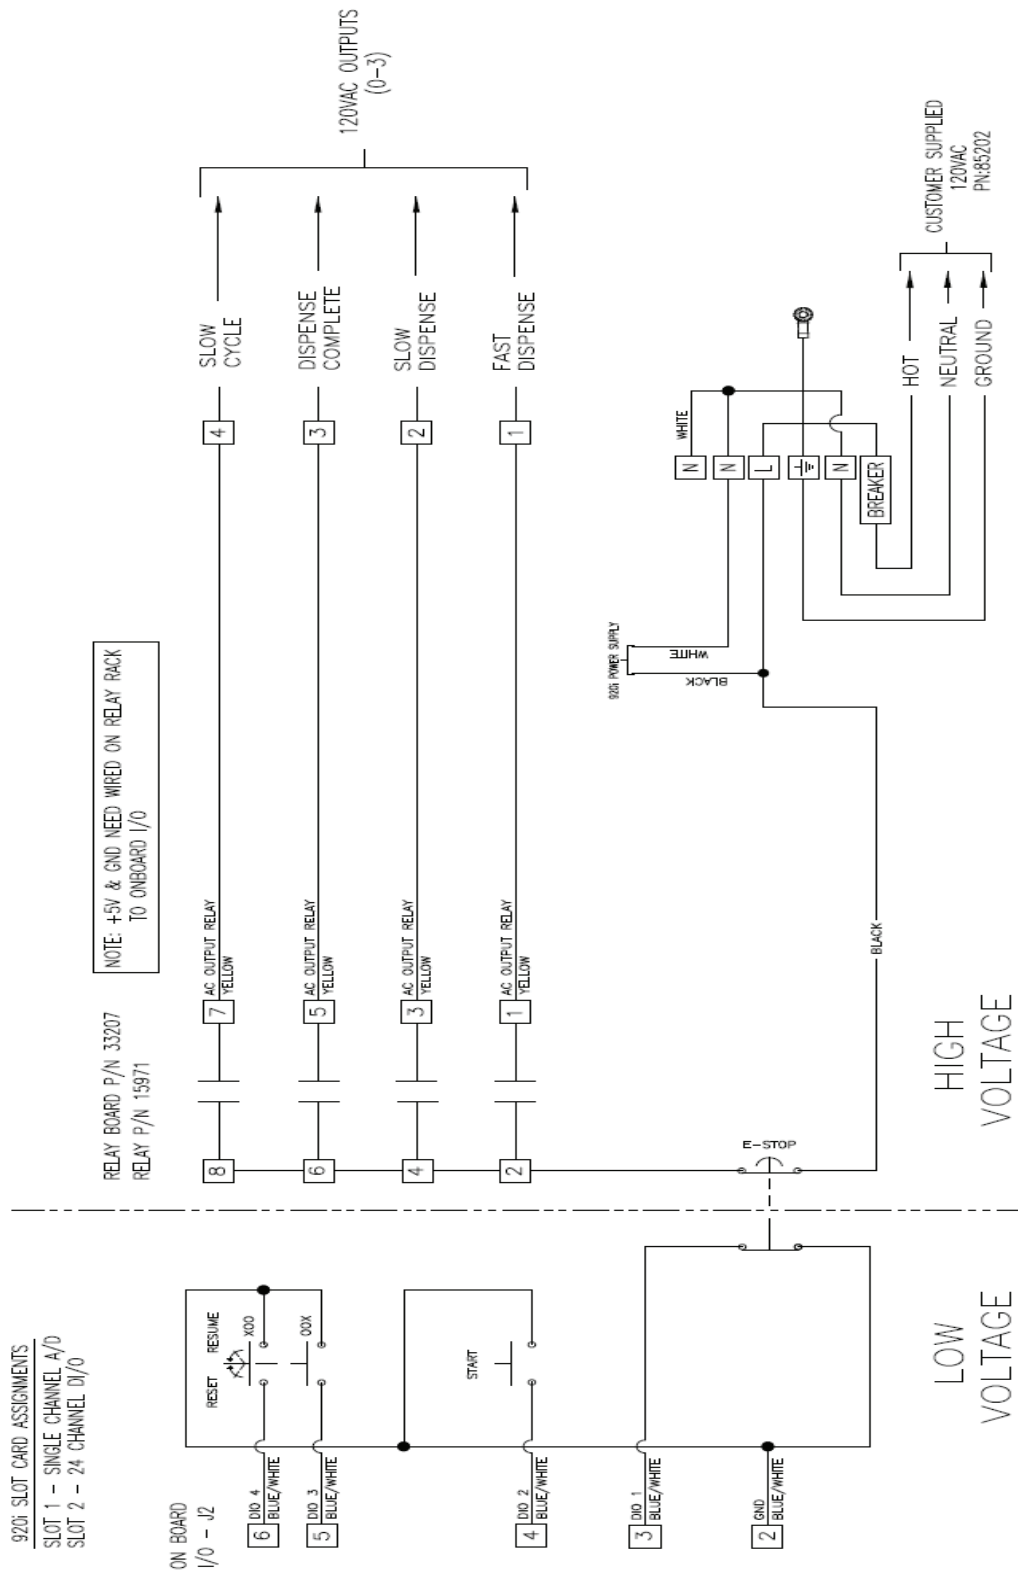 920i SLOT CARD ASSIGNMENTS
SLOT 1 - SINGLE CHANNEL A/D
SLOT 2 - 24 CHANNEL DI/O
RELAY BOARD P/N 33207
RELAY P/N 15971
NOTE: +5V & GND NEED WIRED ON RELAY RACK
TO ONBOARD I/O
ON BOARD
I/O - J2
6
DIO 4
BLUE/WHITE
5
DIO 3
BLUE/WHITE
4
DIO 2
BLUE/WHITE
3
DIO 1
BLUE/WHITE
2
GND
BLUE/WHITE
RESET
RESUME
XOO
OOX
START
E-STOP
8
7
AC OUTPUT RELAY
YELLOW
4
SLOW
CYCLE
6
5
AC OUTPUT RELAY
YELLOW
3
DISPENSE
COMPLETE
4
3
AC OUTPUT RELAY
YELLOW
2
SLOW
DISPENSE
2
1
AC OUTPUT RELAY
YELLOW
1
FAST
DISPENSE
120VAC OUTPUTS
(0-3)
920i POWER SUPPLY
BLACK
WHITE
WHITE
N
N
L
N
BREAKER
HOT
NEUTRAL
GROUND
CUSTOMER SUPPLIED
120VAC
PN:85202
BLACK
LOW
VOLTAGE
HIGH
VOLTAGE